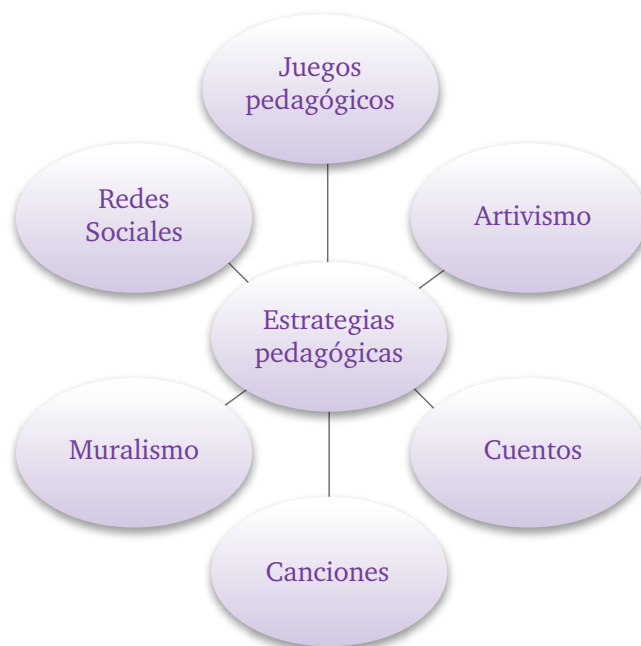 Juegos
pedagógicos
Redes
Sociales
Artivismo
Estrategias
pedagógicas
Muralismo
Cuentos
Canciones